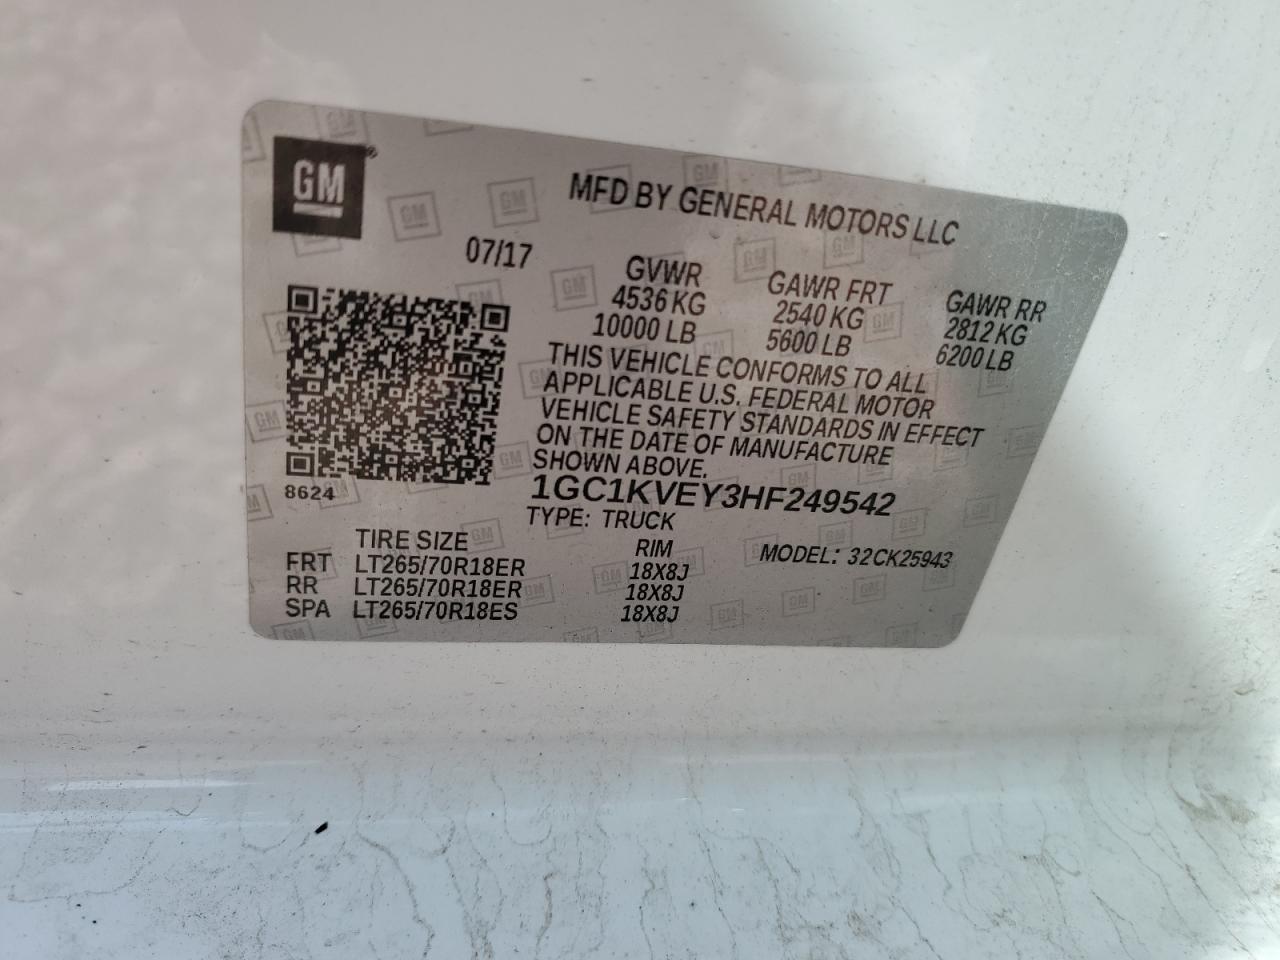 GM®
MFD BY GENERAL MOTORS LLC
07/17
GVWR GAWR FRT GAWR RR
4536 KG 2540 KG 2812 KG
10000 LB 5600 LB 6200 LB
THIS VEHICLE CONFORMS TO ALL
APPLICABLE U.S. FEDERAL MOTOR
VEHICLE SAFETY STANDARDS IN EFFECT
ON THE DATE OF MANUFACTURE
SHOWN ABOVE.
8624
1GC1KVEY3HF249542
TYPE: TRUCK
TIRE SIZE RIM MODEL: 32CK25943
FRT LT265/70R18ER 18X8J
RR LT265/70R18ER 18X8J
SPA LT265/70R18ES 18X8J